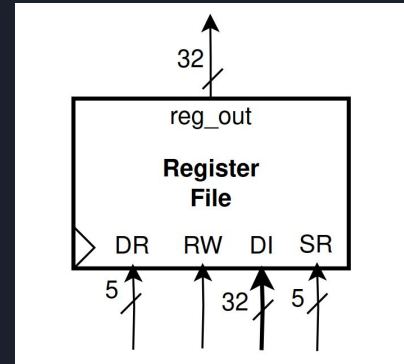 32
reg_out
Register
File
DR RW DI SR
5 32 5